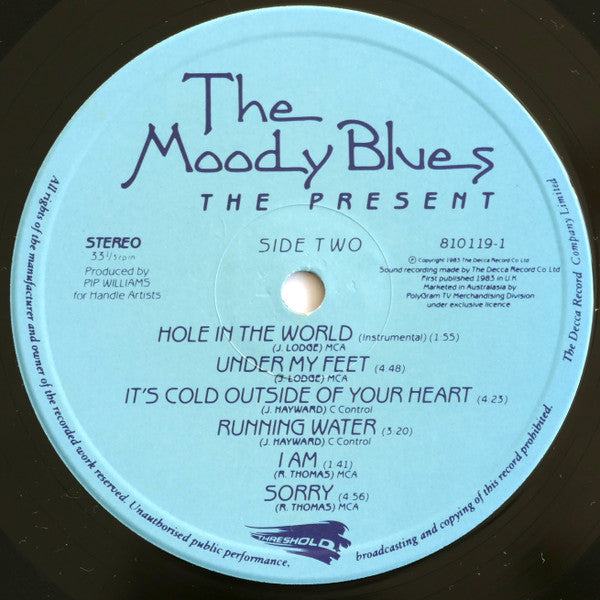 The
Moody Blues
THE PRESENT
STEREO
33 1/3 rpm
Produced by
PIP WILLIAMS
for Handle Artists
SIDE TWO
810119-1
Ⓟ Copyright 1983 The Decca Record Co Ltd
Sound recording made by The Decca Record Co Ltd
First published 1983 in U.K.
Marketed in Australasia by
PolyGram TV Merchandising Division
under exclusive licence
HOLE IN THE WORLD (Instrumental) (1:55)
(J. LODGE) MCA
UNDER MY FEET (4.48)
(J. LODGE) MCA
IT'S COLD OUTSIDE OF YOUR HEART (4.23)
(J. HAYWARD) C Control
RUNNING WATER (3:20)
(J. HAYWARD) C Control
I AM (1 41)
(R. THOMAS) MCA
SORRY (4 56)
(R. THOMAS) MCA
THRESHOLD
All rights of the manufacturer and owner of the recorded work reserved. Unauthorised public performance, broadcasting and copying of this record prohibited.
The Decca Record Company Limited